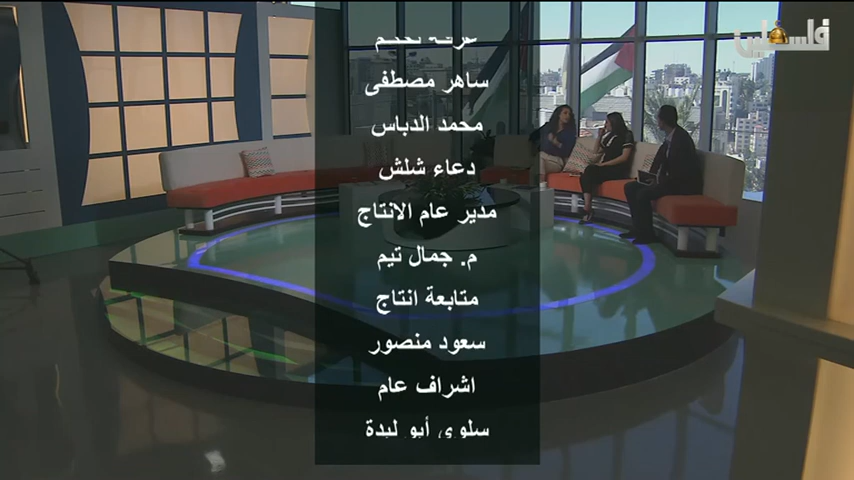 فلسطين
ساهر مصطفى
محمد الدباس
دعاء شلش
مدير عام الانتاج
م. جمال تيم
متابعة انتاج
سعود منصور
اشراف عام
سلوى أبو لبدة